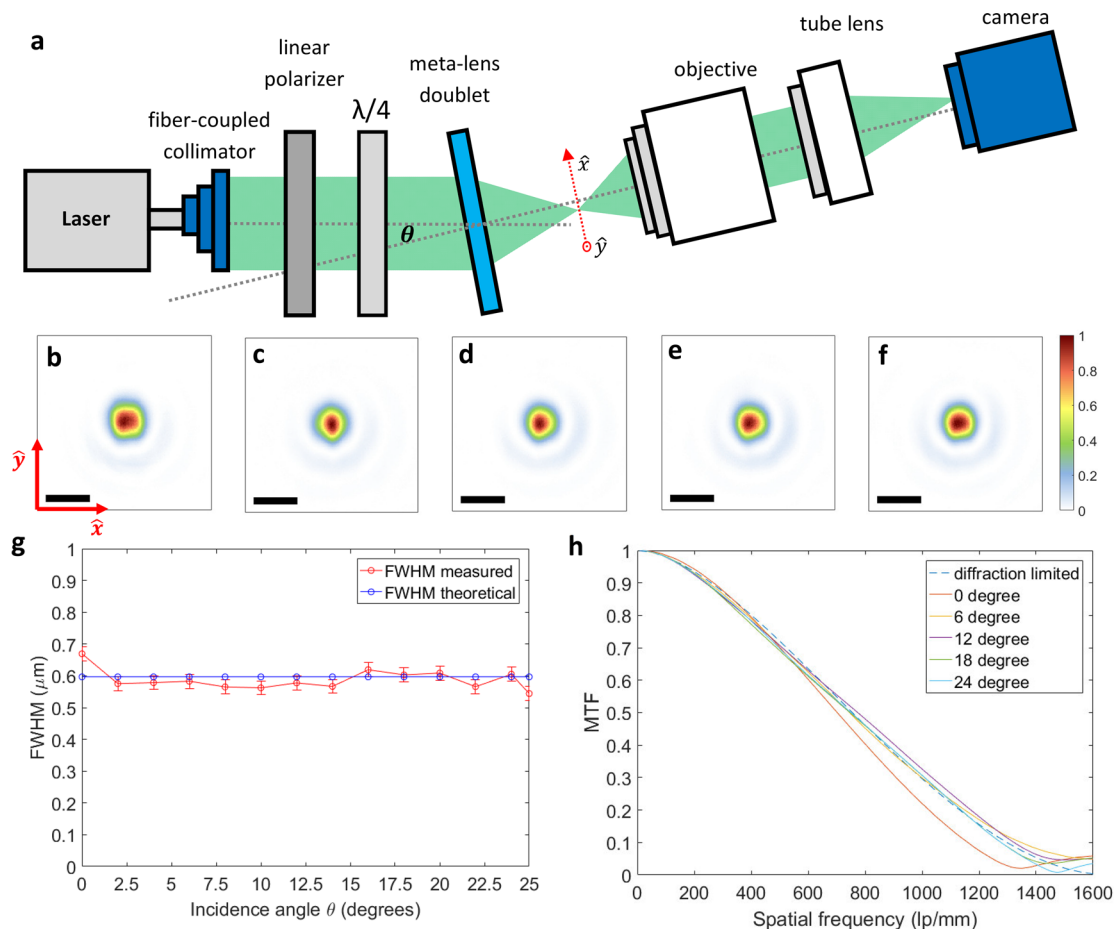 a
linear
polarizer
λ/4
fiber-coupled
collimator
meta-lens
doublet
objective
tube lens
camera
Laser
θ
x̂
ŷ
b
c
d
e
f
ŷ
x̂
1
0.8
0.6
0.4
0.2
0
g
FWHM measured
FWHM theoretical
FWHM (μm)
1
0.9
0.8
0.7
0.6
0.5
0.4
0.3
0.2
0.1
0
0 2.5 5 7.5 10 12.5 15 17.5 20 22.5 25
Incidence angle θ (degrees)
h
diffraction limited
0 degree
6 degree
12 degree
18 degree
24 degree
MTF
1
0.9
0.8
0.7
0.6
0.5
0.4
0.3
0.2
0.1
0
0 200 400 600 800 1000 1200 1400 1600
Spatial frequency (lp/mm)